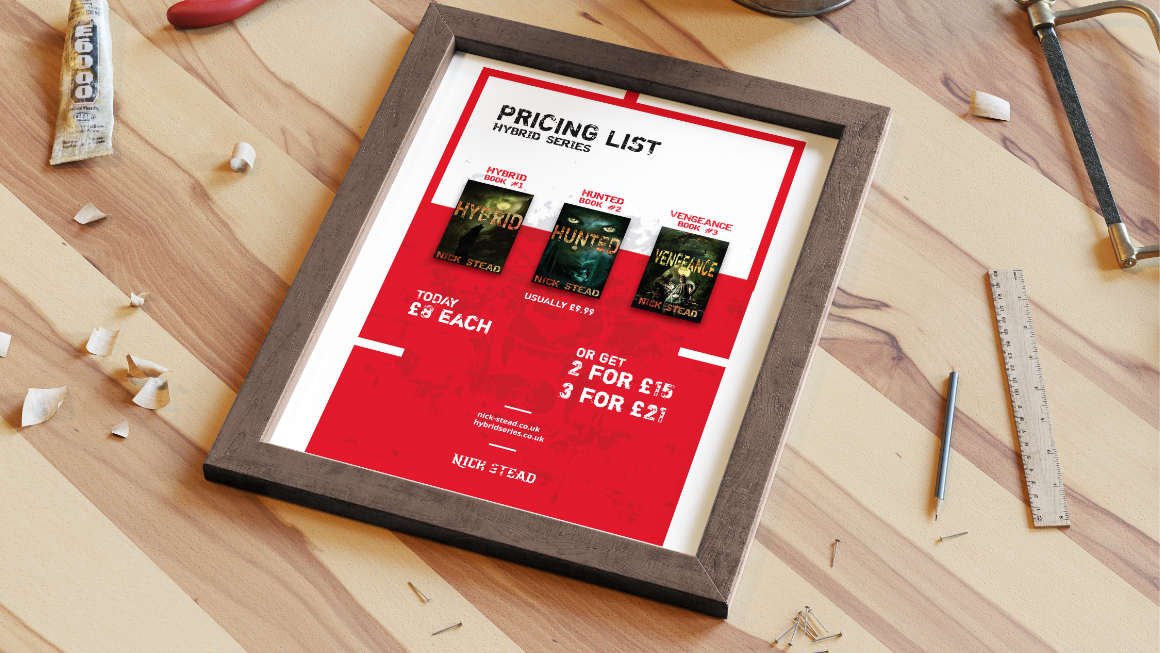 E6000
PRICING LIST
HYBRID SERIES
HYBRID
BOOK #1
HUNTED
BOOK #2
VENGEANCE
BOOK #3
HYBRID
NICK STEAD
HUNTED
NICK STEAD
VENGEANCE
NICK STEAD
TODAY
£8 EACH
USUALLY £9.99
OR GET
2 FOR £15
3 FOR £21
nick-stead.co.uk
hybridseries.co.uk
NICK STEAD